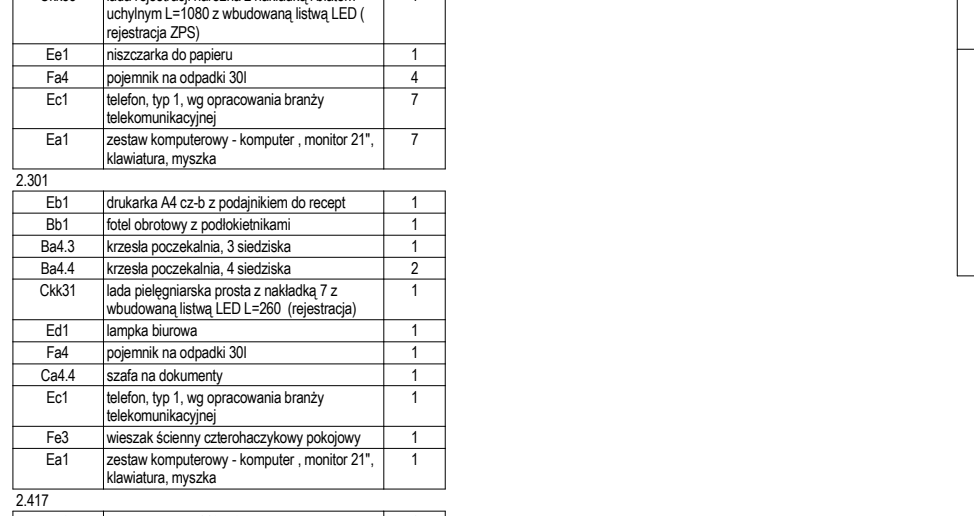 uchylnym L=1080 z wbudowaną listwą LED (
rejestracja ZPS)
Ee1 niszczarka do papieru 1
Fa4 pojemnik na odpadki 30l 4
Ec1 telefon, typ 1, wg opracowania branży 7
telekomunikacyjnej
Ea1 zestaw komputerowy - komputer , monitor 21", 7
klawiatura, myszka
2.301
Eb1 drukarka A4 cz-b z podajnikiem do recept 1
Bb1 fotel obrotowy z podłokietnikami 1
Ba4.3 krzesła poczekalnia, 3 siedziska 1
Ba4.4 krzesła poczekalnia, 4 siedziska 2
Ckk31 lada pielęgniarska prosta z nakładką 7 z 1
wbudowaną listwą LED L=260 (rejestracja)
Ed1 lampka biurowa 1
Fa4 pojemnik na odpadki 30l 1
Ca4.4 szafa na dokumenty 1
Ec1 telefon, typ 1, wg opracowania branży 1
telekomunikacyjnej
Fe3 wieszak ścienny czterohaczykowy pokojowy 1
Ea1 zestaw komputerowy - komputer , monitor 21", 1
klawiatura, myszka
2.417